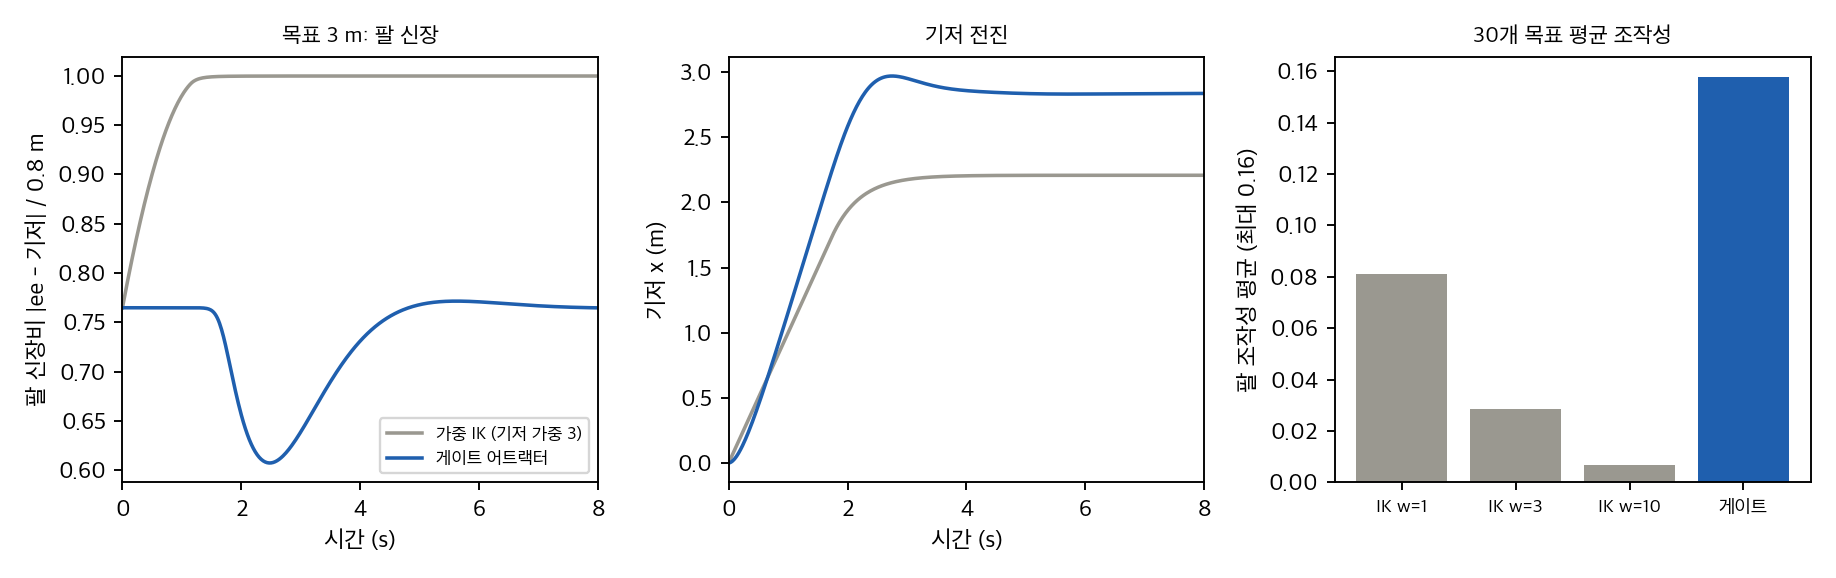 목표 3 m: 팔 신장
팔 신장비 |ee - 기저| / 0.8 m
1.00
0.95
0.90
0.85
0.80
0.75
0.70
0.65
0.60
가중 IK (기저 가중 3)
게이트 어트랙터
0 2 4 6 8
시간 (s)
기저 전진
기저 x (m)
3.0
2.5
2.0
1.5
1.0
0.5
0.0
0 2 4 6 8
시간 (s)
30개 목표 평균 조작성
팔 조작성 평균 (최대 0.16)
0.16
0.14
0.12
0.10
0.08
0.06
0.04
0.02
0.00
IK w=1 IK w=3 IK w=10 게이트